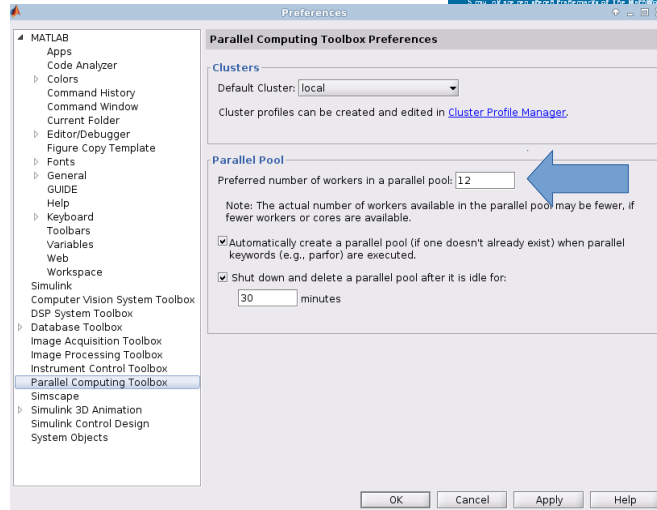 Preferences
MATLAB
Apps
Code Analyzer
Colors
Command History
Command Window
Current Folder
Editor/Debugger
Figure Copy Template
Fonts
General
GUIDE
Help
Keyboard
Toolbars
Variables
Web
Workspace
Simulink
Computer Vision System Toolbox
DSP System Toolbox
Database Toolbox
Image Acquisition Toolbox
Image Processing Toolbox
Instrument Control Toolbox
Parallel Computing Toolbox
Simscape
Simulink 3D Animation
Simulink Control Design
System Objects
Parallel Computing Toolbox Preferences
Clusters
Default Cluster: local
Cluster profiles can be created and edited in Cluster Profile Manager.
Parallel Pool
Preferred number of workers in a parallel pool: 12
Note: The actual number of workers available in the parallel pool may be fewer, if
fewer workers or cores are available.
Automatically create a parallel pool (if one doesn't already exist) when parallel
keywords (e.g., parfor) are executed.
Shut down and delete a parallel pool after it is idle for:
30 minutes
OK Cancel Apply Help